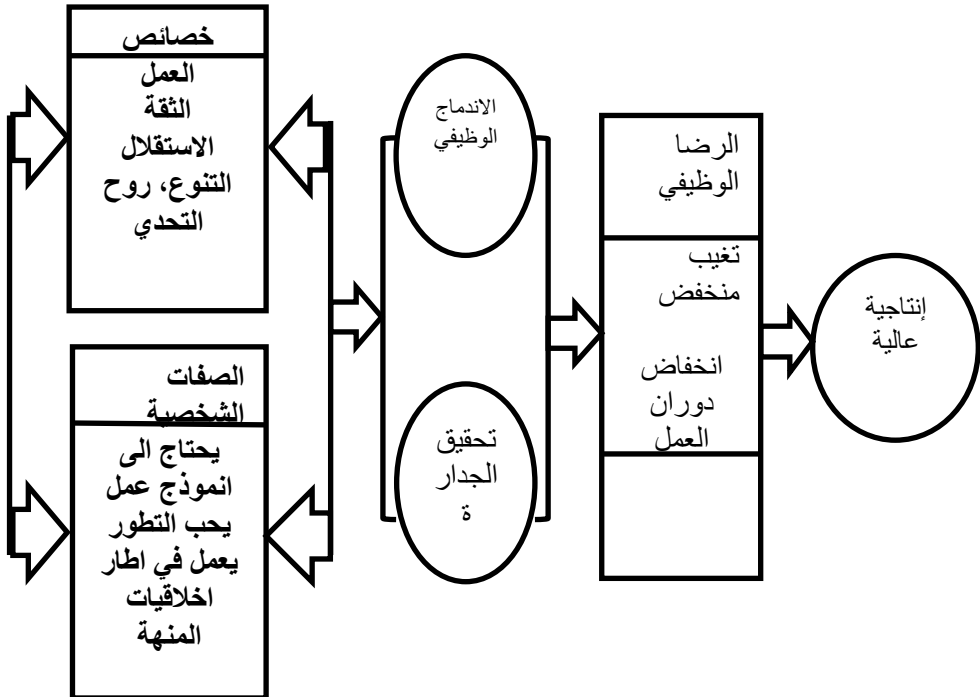 خصائص
العمل
الثقة
الاستقلال
التنوع، روح
التحدي
الصفات
الشخصية
يحتاج الى
انموذج عمل
يحب التطور
يعمل في اطار
اخلاقيات
المنهة
الاندماج
الوظيفي
تحقيق
الجدار
ة
الرضا
الوظيفي
تغيب
منخفض
انخفاض
دوران
العمل
إنتاجية
عالية